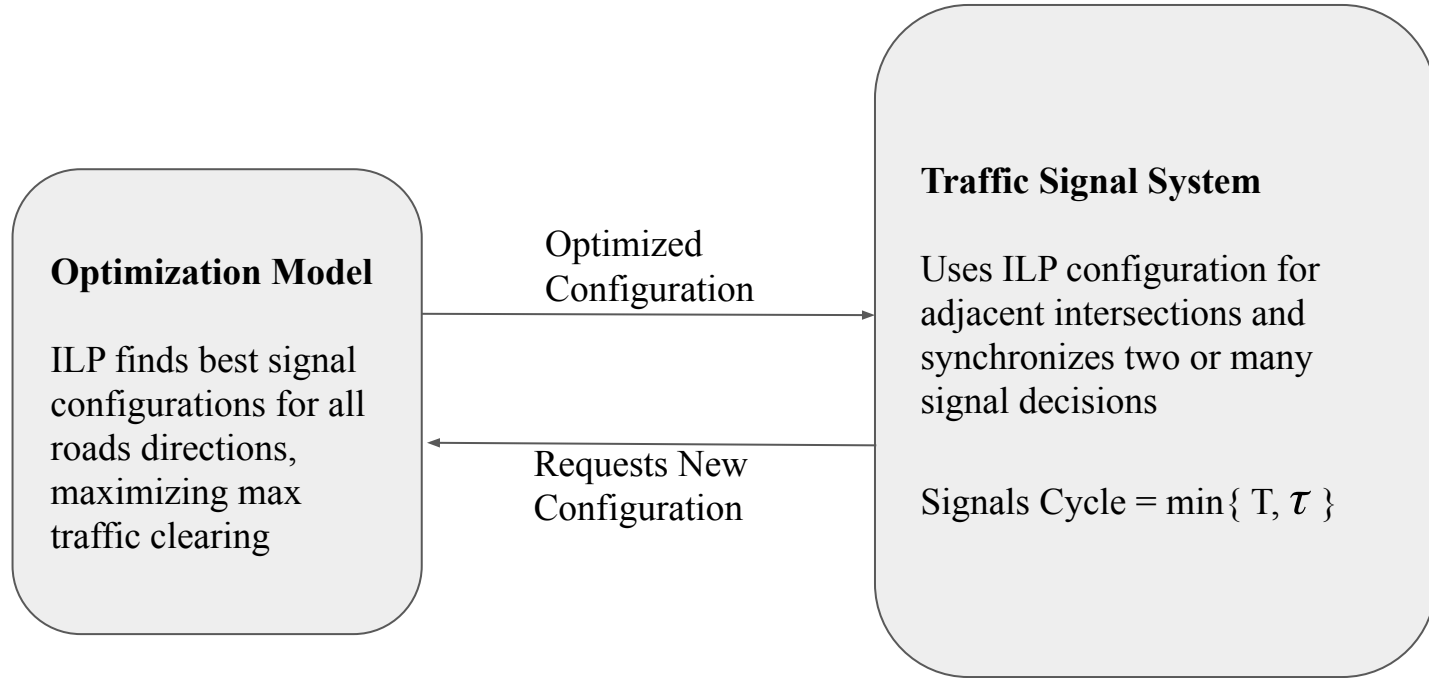 Optimization Model
ILP finds best signal
configurations for all
roads directions,
maximizing max
traffic clearing
Optimized
Configuration
Requests New
Configuration
Traffic Signal System
Uses ILP configuration for
adjacent intersections and
synchronizes two or many
signal decisions
Signals Cycle = min{ T, τ }